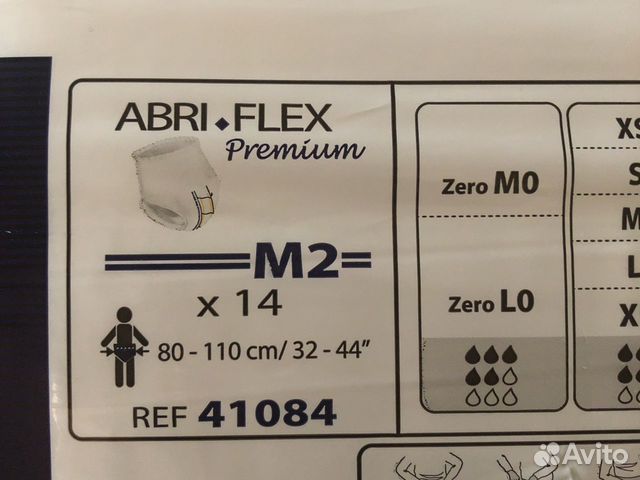 ABRI•FLEX
Premium
M2
x 14
80 - 110 cm/ 32 - 44”
REF 41084
Zero M0
Zero L0
XS
S
M
L
X
Avito